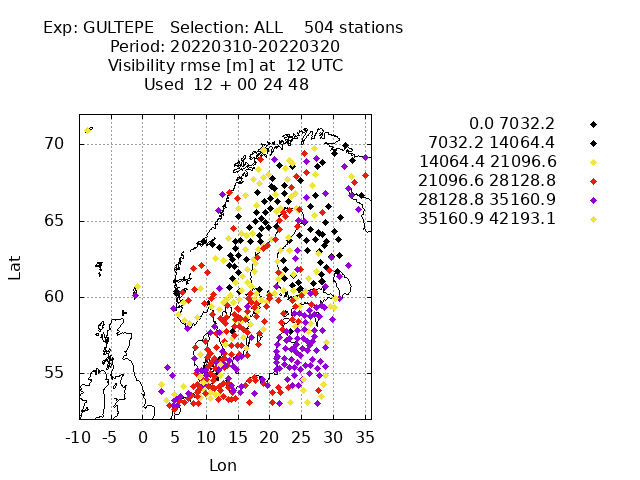 Exp: GULTEPE Selection: ALL 504 stations
Period: 20220310-20220320
Visibility rmse [m] at 12 UTC
Used 12 + 00 24 48
0.0 7032.2
7032.2 14064.4
14064.4 21096.6
21096.6 28128.8
28128.8 35160.9
35160.9 42193.1
70
65
60
55
Lat
-10 -5 0 5 10 15 20 25 30 35
Lon